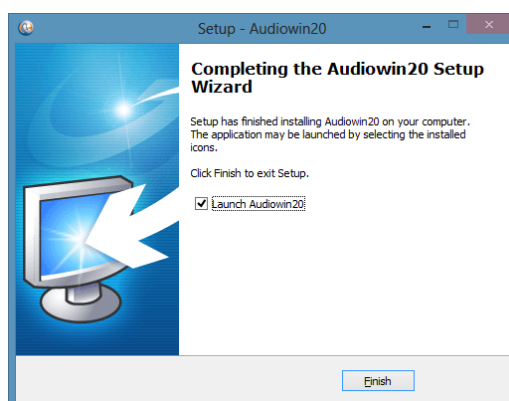 Setup - Audiowin20
Completing the Audiowin20 Setup
Wizard
Setup has finished installing Audiowin20 on your computer.
The application may be launched by selecting the installed
icons.
Click Finish to exit Setup.
Launch Audiowin20
Finish